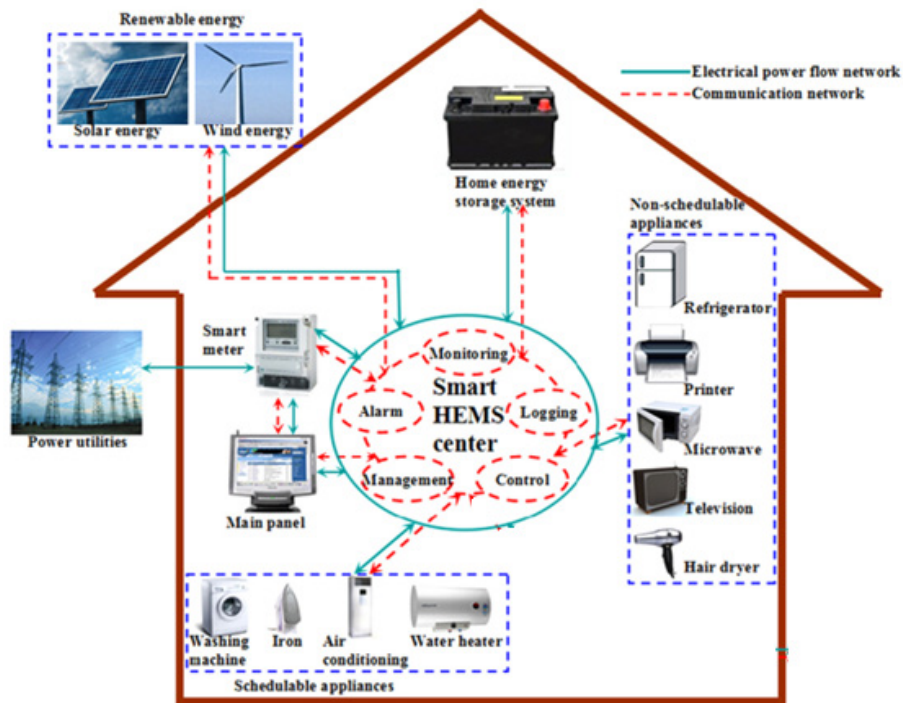 Renewable energy
Solar energy
Wind energy
Electrical power flow network
Communication network
Home energy
storage system
Non-schedulable
appliances
Refrigerator
Printer
Microwave
Television
Hair dryer
Smart
meter
Power utilities
Main panel
Monitoring
Alarm
Smart
HEMS
center
Logging
Management
Control
Washing
machine
Iron
Air
conditioning
Water heater
Schedulable appliances